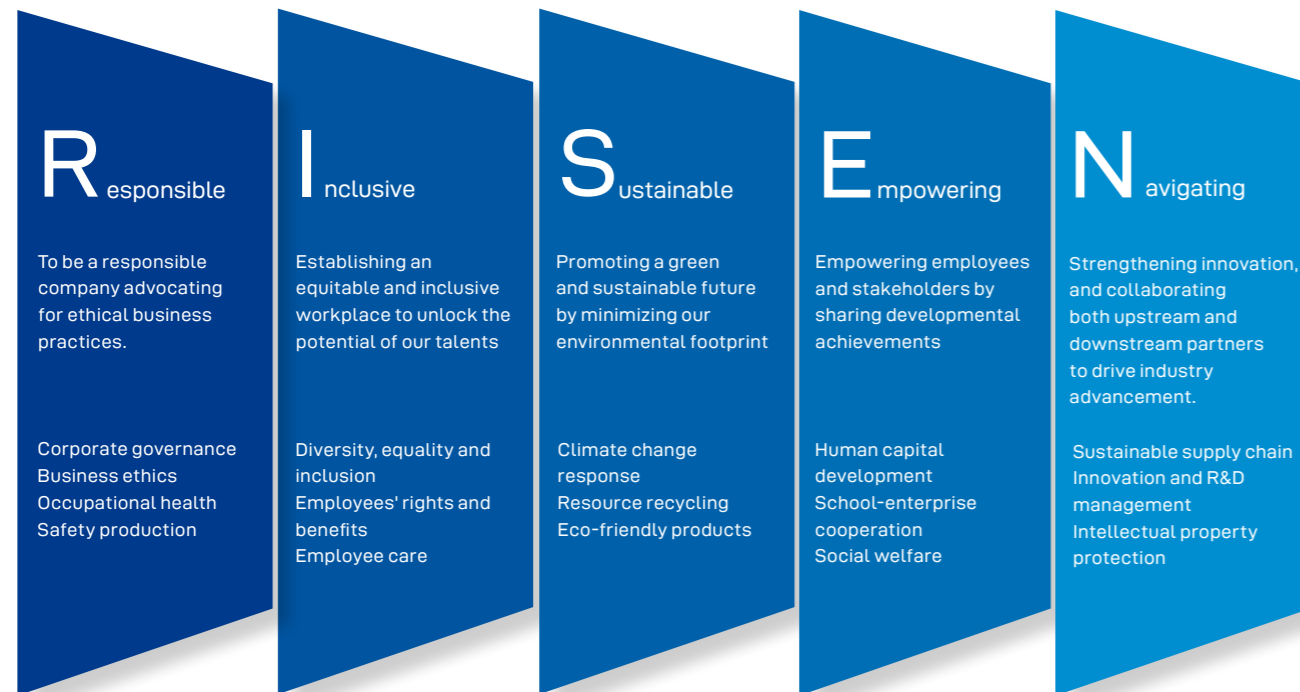 Responsible
To be a responsible
company advocating
for ethical business
practices.
Corporate governance
Business ethics
Occupational health
Safety production
Inclusive
Establishing an
equitable and inclusive
workplace to unlock the
potential of our talents
Diversity, equality and
inclusion
Employees' rights and
benefits
Employee care
Sustainable
Promoting a green
and sustainable future
by minimizing our
environmental footprint
Climate change
response
Resource recycling
Eco-friendly products
Empowering
Empowering employees
and stakeholders by
sharing developmental
achievements
Human capital
development
School-enterprise
cooperation
Social welfare
Navigating
Strengthening innovation,
and collaborating
both upstream and
downstream partners
to drive industry
advancement.
Sustainable supply chain
Innovation and R&D
management
Intellectual property
protection